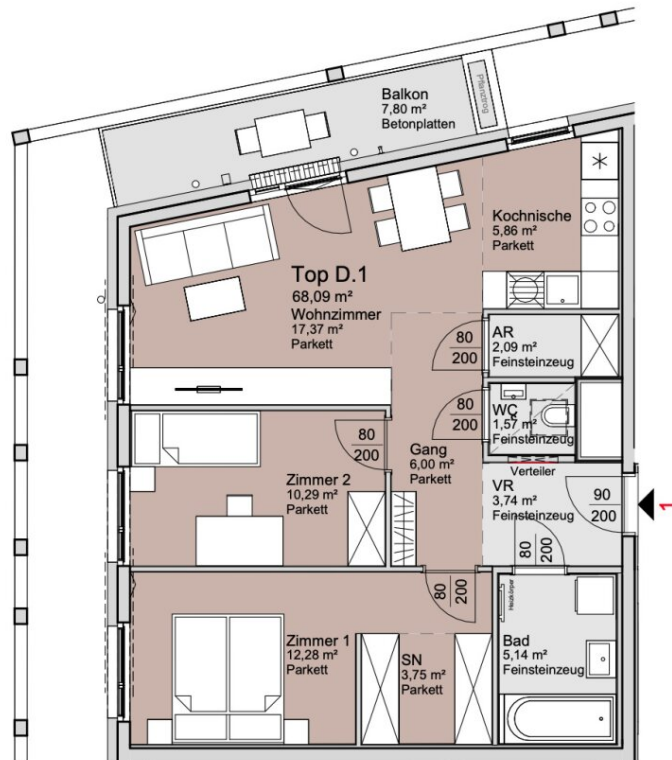 Balkon
7,80 m²
Betonplatten
Pflanztrog
Kochnische
5,86 m²
Parkett
Top D.1
68,09 m²
Wohnzimmer
17,37 m²
Parkett
80
200
AR
2,09 m²
Feinsteinzeug
80
200
WC
1,57 m²
Feinsteinzeug
Verteiler
80
200
Gang
6,00 m²
Parkett
Zimmer 2
10,29 m²
Parkett
VR
3,74 m²
Feinsteinzeug
90
200
1
80
200
80
200
Heizkörper
Zimmer 1
12,28 m²
Parkett
SN
3,75 m²
Parkett
Bad
5,14 m²
Feinsteinzeug